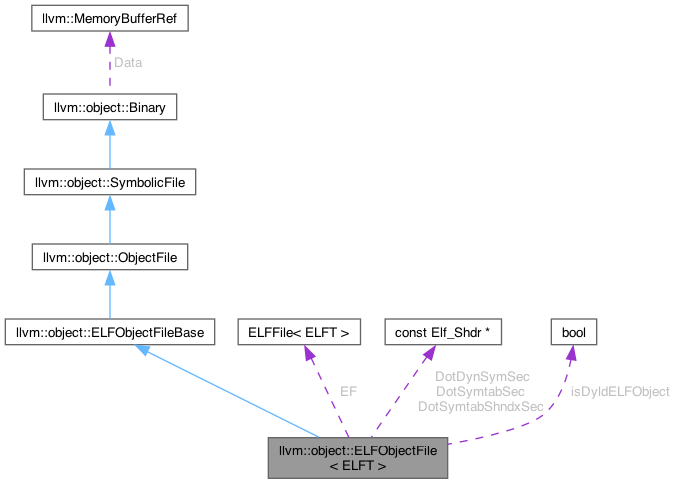 llvm::MemoryBufferRef
Data
llvm::object::Binary
llvm::object::SymbolicFile
llvm::object::ObjectFile
llvm::object::ELFObjectFileBase
ELFFile< ELFT >
const Elf_Shdr *
bool
EF
DotDynSymSec
DotSymtabSec
DotSymtabShndxSec
isDyldELFObject
llvm::object::ELFObjectFile
< ELFT >